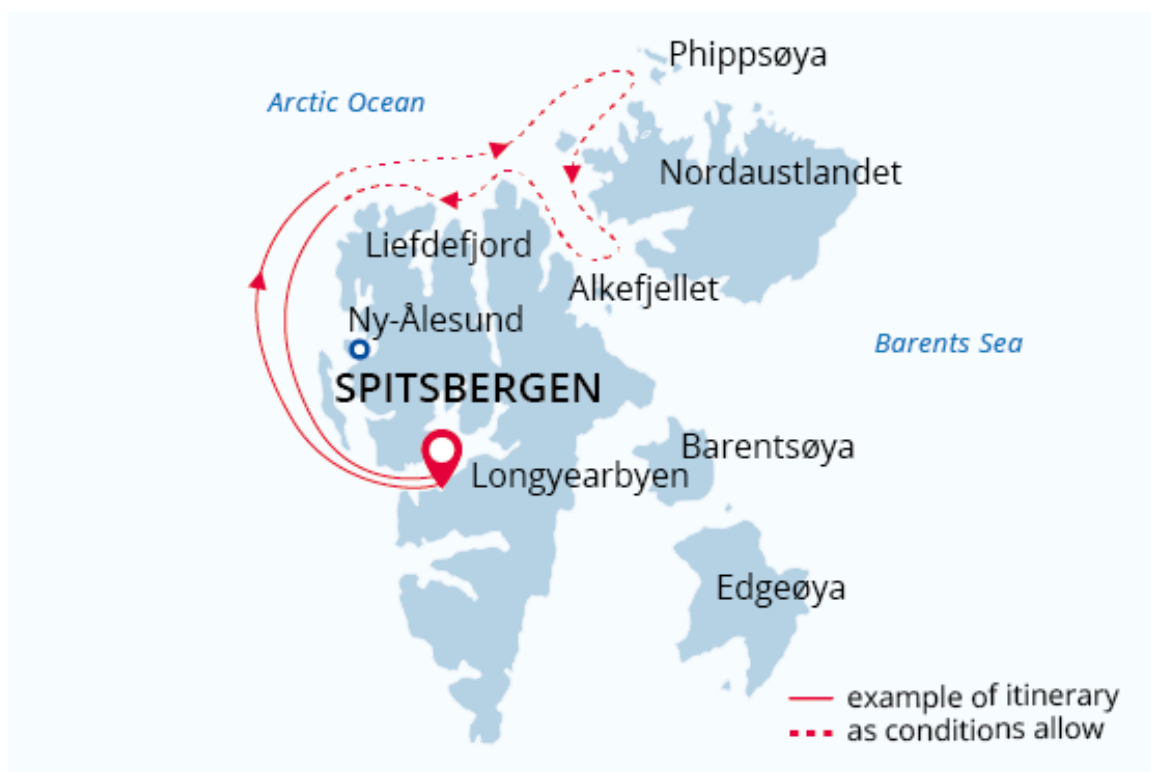 Phippsøya
Arctic Ocean
Nordaustlandet
Liefdefjord
Alkefjellet
Ny-Ålesund
Barents Sea
SPITSBERGEN
Barentsøya
Longyearbyen
Edgeøya
example of itinerary
as conditions allow